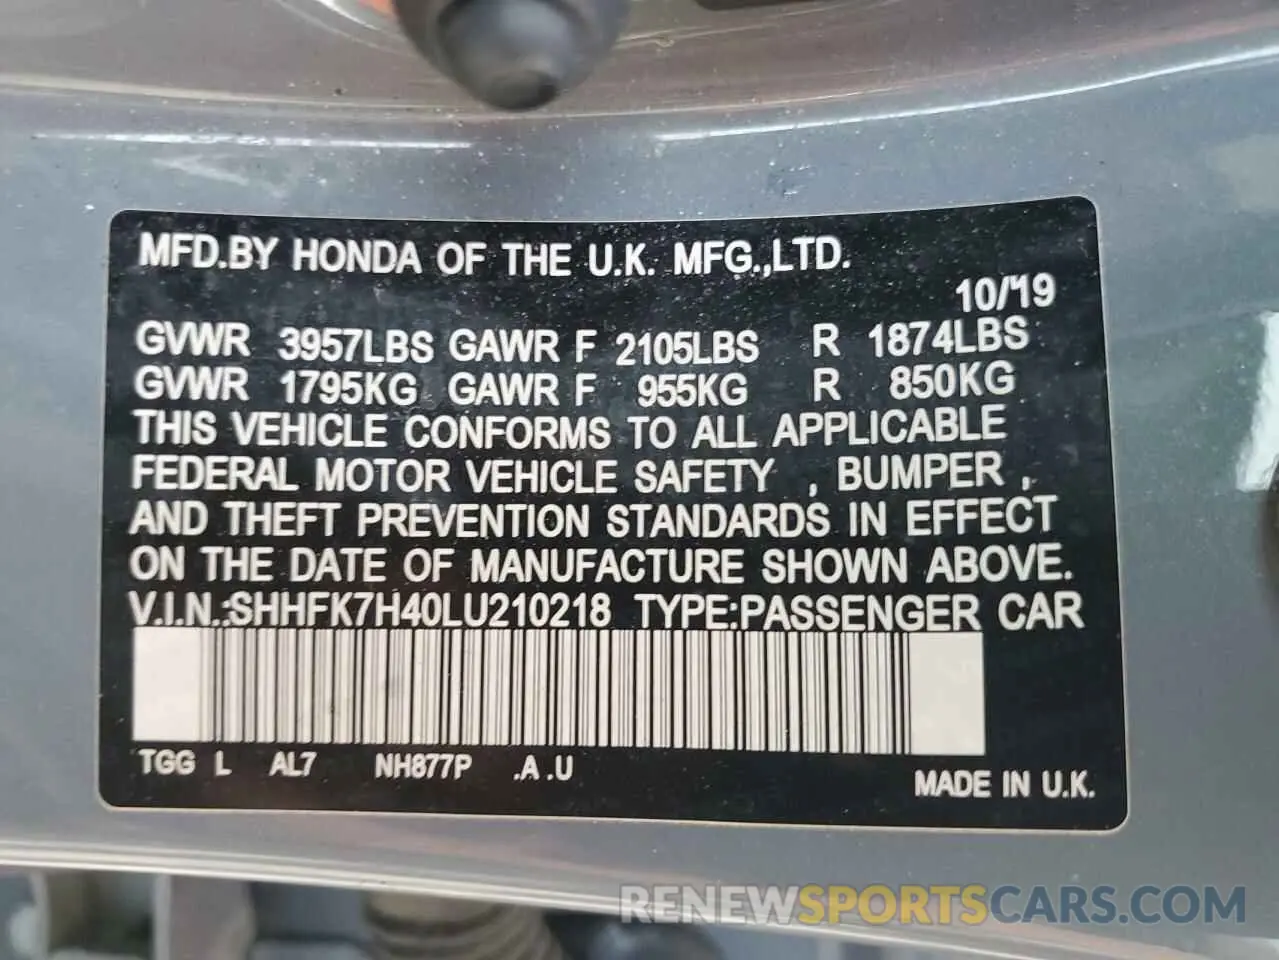 MFD.BY HONDA OF THE U.K. MFG.,LTD.
10/'19
GVWR 3957LBS GAWR F 2105LBS R 1874LBS
GVWR 1795KG GAWR F 955KG R 850KG
THIS VEHICLE CONFORMS TO ALL APPLICABLE
FEDERAL MOTOR VEHICLE SAFETY , BUMPER ,
AND THEFT PREVENTION STANDARDS IN EFFECT
ON THE DATE OF MANUFACTURE SHOWN ABOVE.
V.I.N.:SHHFK7H40LU210218 TYPE:PASSENGER CAR
TGG L AL7 NH877P .A .U
MADE IN U.K.
RENEWSPORTSCARS.COM